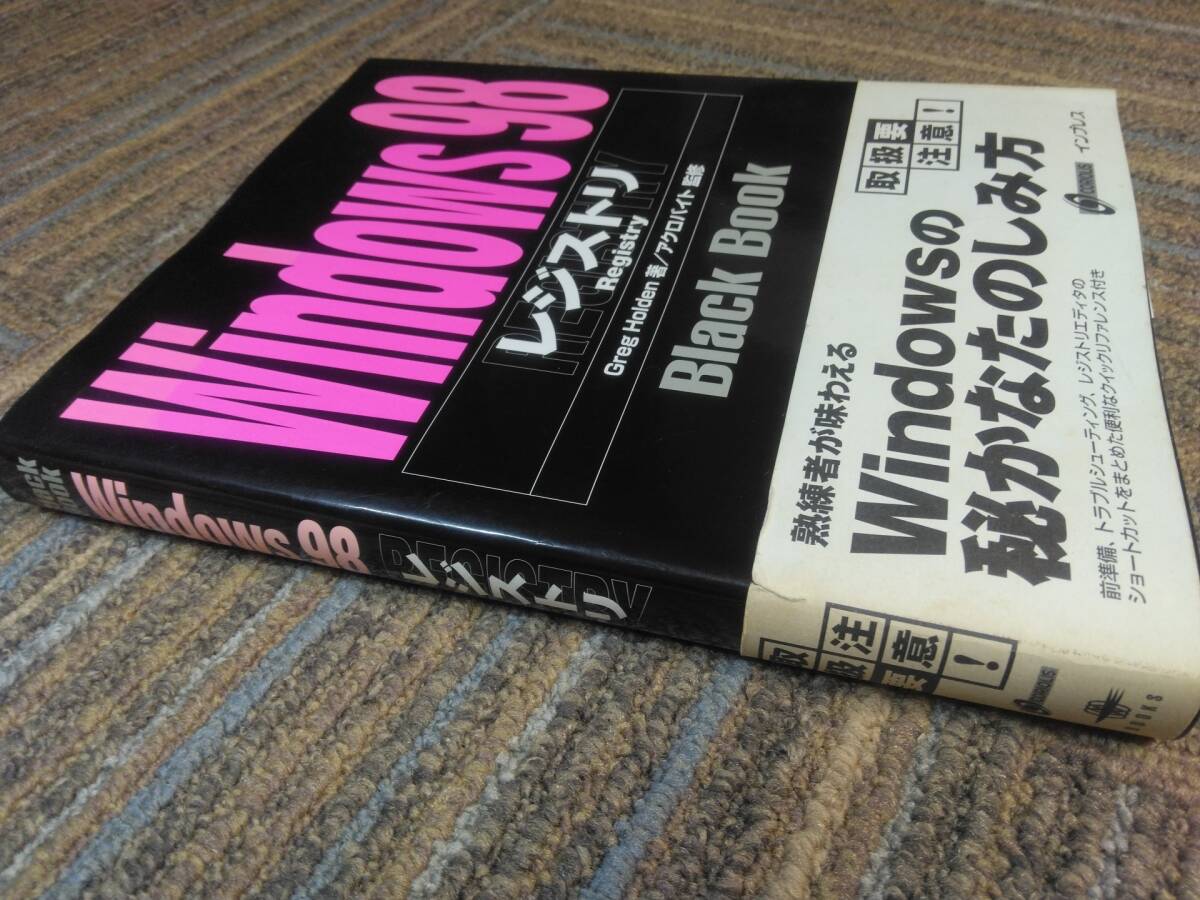 Windows 98
レジストリ
REGISTRY
Registry
Greg Holden 著/アクロバイト 監修
Black Book
取扱要
注意!
熟練者が味わえる
Windowsの
秘かなたのしみ方
前準備、トラブルシューティング、レジストリエディタの
ショートカットをまとめた便利なクイックリファレンス付き
CORIOLIS
インプレス
Windows 98
REGISTRY
レジストリ
取扱要
注意!
CORIOLIS
BOOKS